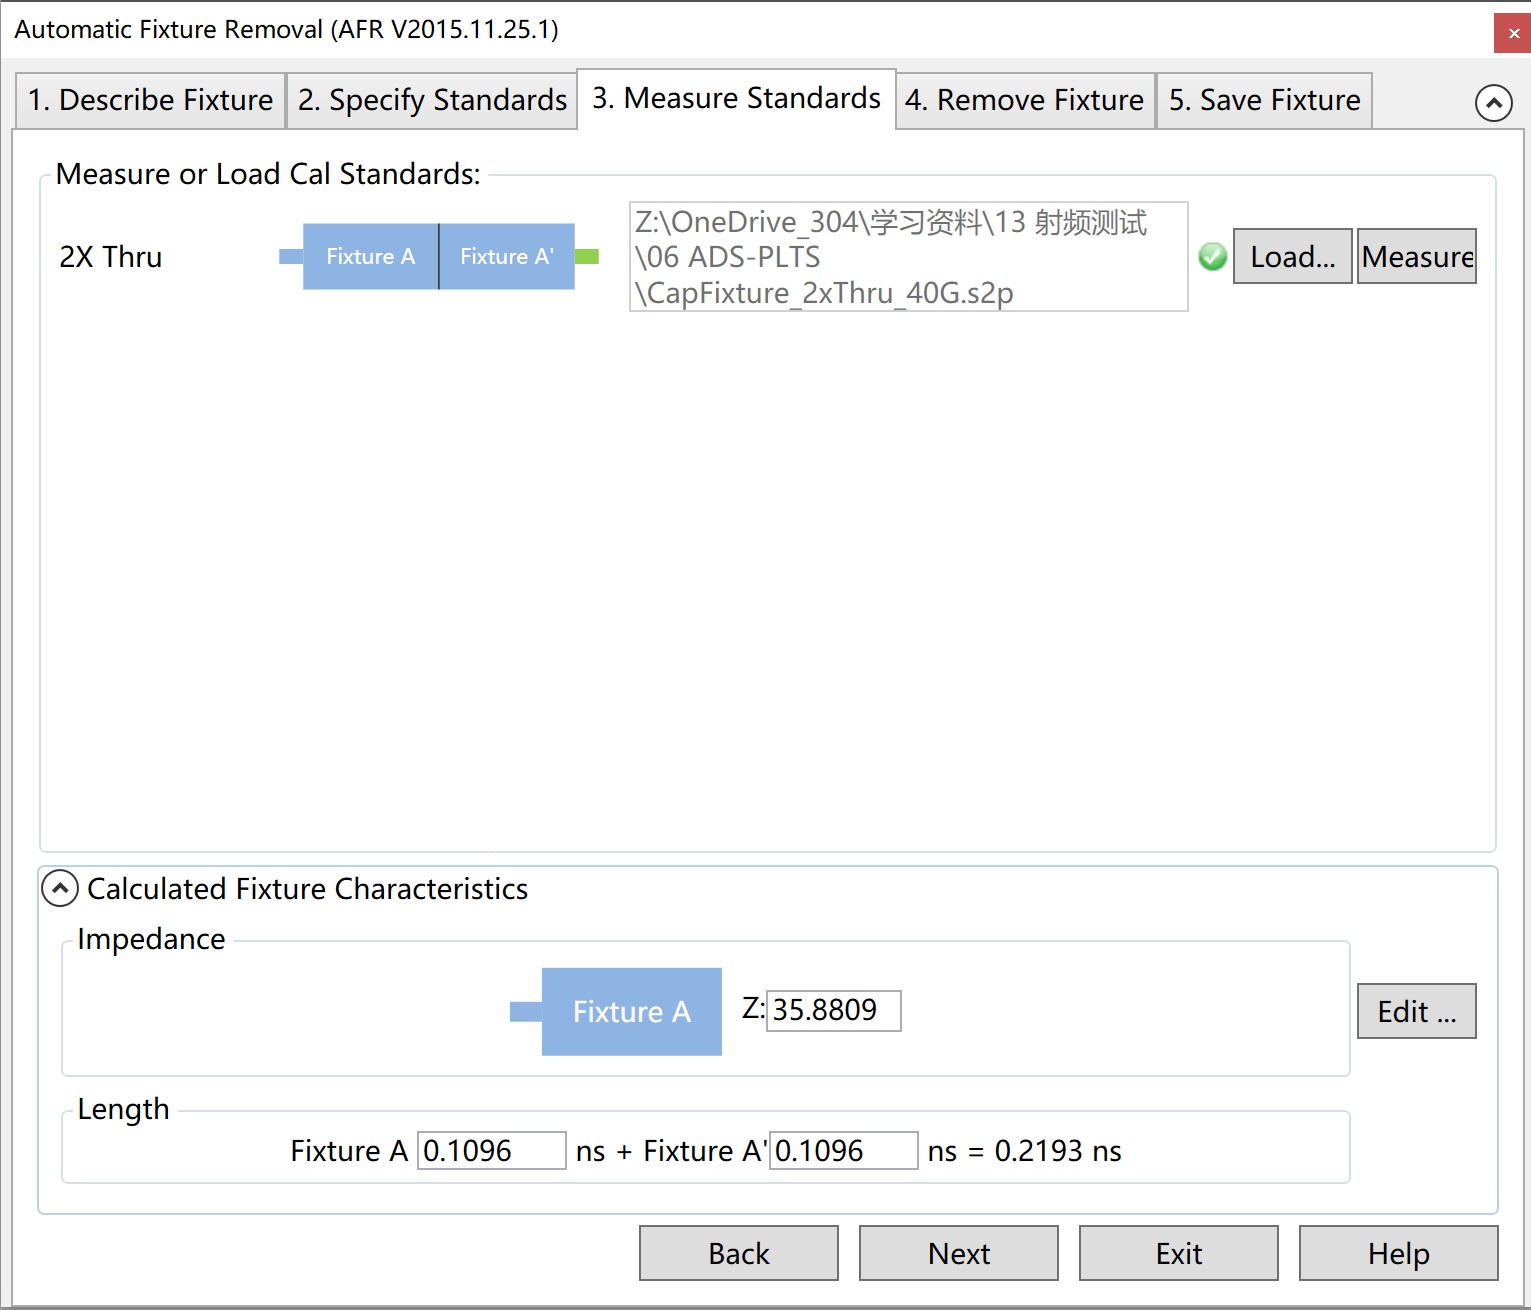 Automatic Fixture Removal (AFR V2015.11.25.1)
1. Describe Fixture
2. Specify Standards
3. Measure Standards
4. Remove Fixture
5. Save Fixture
Measure or Load Cal Standards:
2X Thru
Fixture A
Fixture A'
Z:\OneDrive_304\学习资料\13 射频测试
\06 ADS-PLTS
\CapFixture_2xThru_40G.s2p
Load...
Measure
Calculated Fixture Characteristics
Impedance
Fixture A
Z: 35.8809
Edit ...
Length
Fixture A 0.1096 ns + Fixture A' 0.1096 ns = 0.2193 ns
Back
Next
Exit
Help